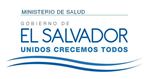 MINISTERIO DE SALUD
GOBIERNO DE
EL SALVADOR
UNIDOS CRECEMOS TODOS